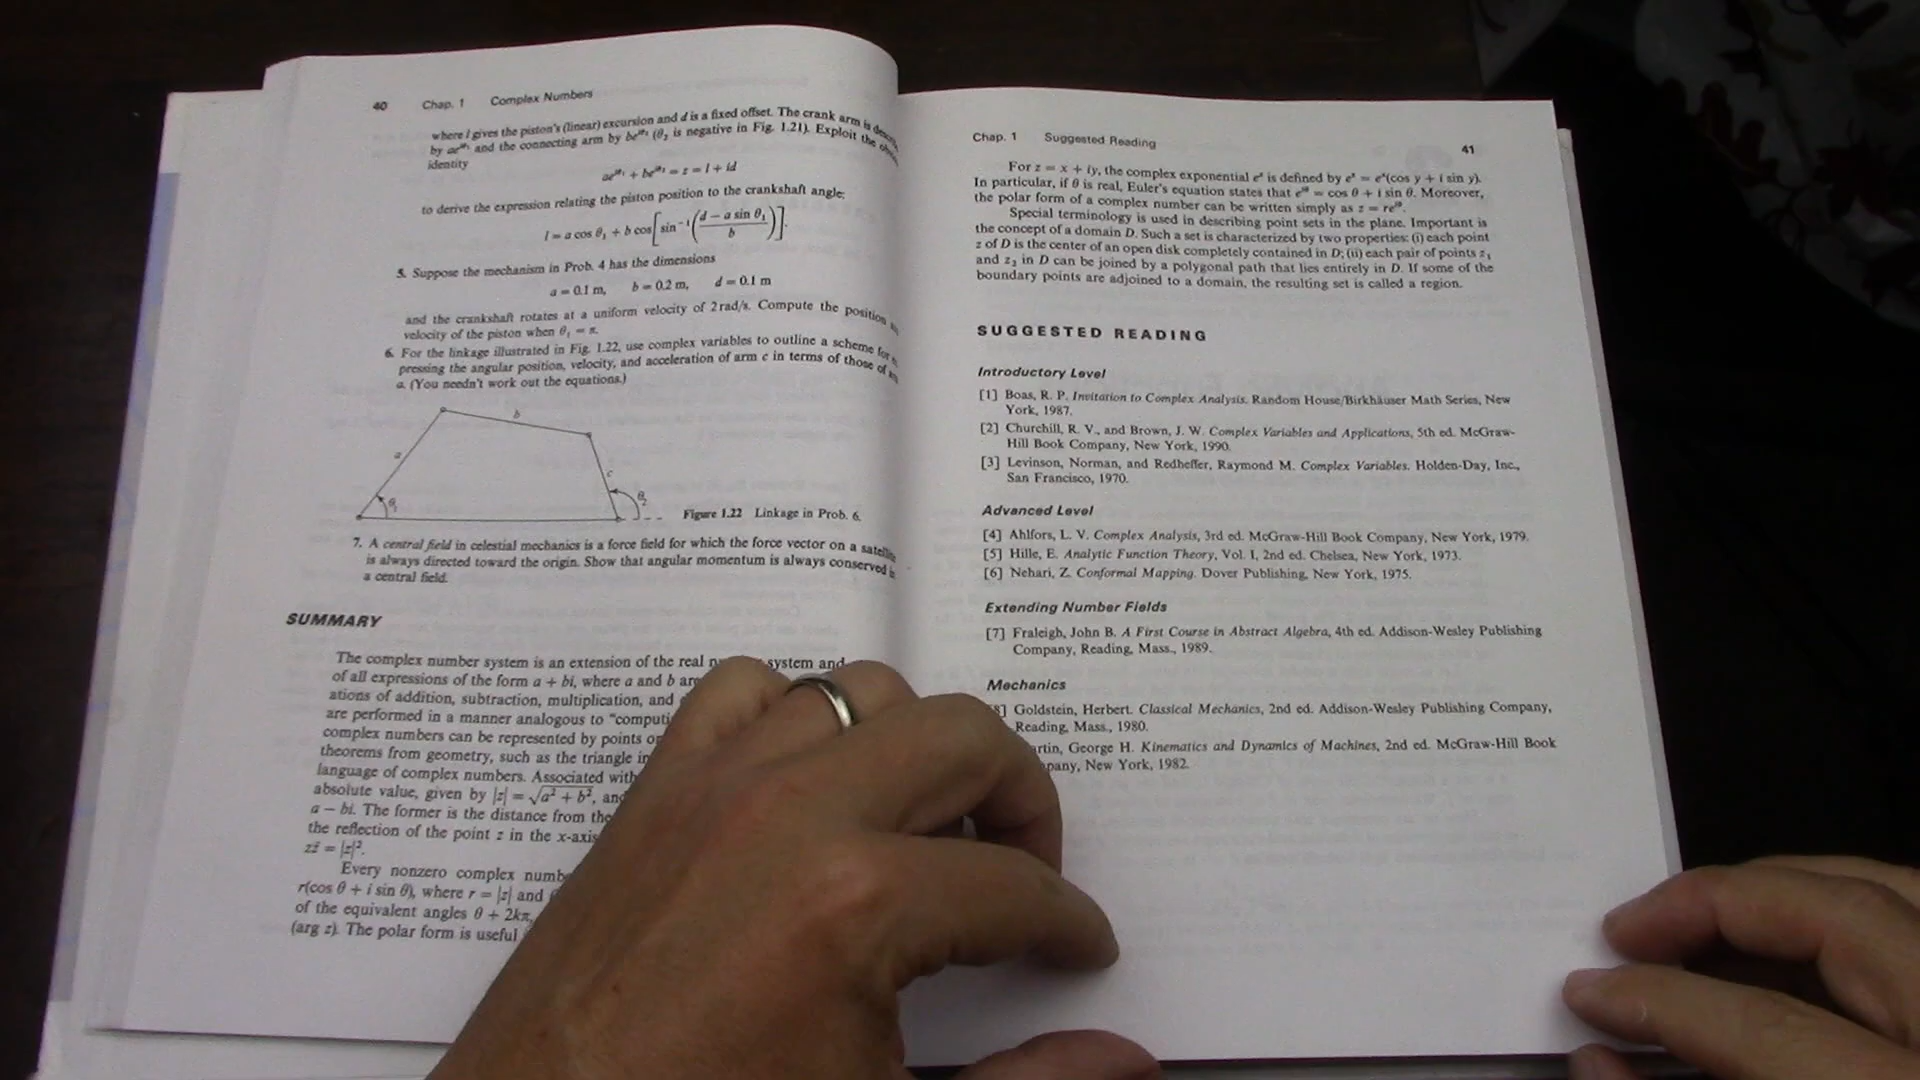 40 Chap. 1 Complex Numbers
where l gives the piston's (linear) excursion and d is a fixed offset. The crank arm is
by ae^{iθ₁} and the connecting arm by be^{iθ₂} (θ₂ is negative in Fig. 1.21). Exploit the
identity
ae^{iθ₁} + be^{iθ₂} = z = l + id
to derive the expression relating the piston position to the crankshaft angle:
l = a cos θ₁ + b cos[sin⁻¹((d − a sin θ₁)/b)].
5. Suppose the mechanism in Prob. 4 has the dimensions
a = 0.1 m, b = 0.2 m, d = 0.1 m
and the crankshaft rotates at a uniform velocity of 2 rad/s. Compute the position
velocity of the piston when θ₁ = π.
6. For the linkage illustrated in Fig. 1.22, use complex variables to outline a scheme for
pressing the angular position, velocity, and acceleration of arm c in terms of those of
a. (You needn't work out the equations.)
b
a
c
θ₁
θ₂
Figure 1.22 Linkage in Prob. 6.
7. A central field in celestial mechanics is a force field for which the force vector on a satellite
is always directed toward the origin. Show that angular momentum is always conserved in
a central field.
SUMMARY
The complex number system is an extension of the real system and
of all expressions of the form a + bi, where a and b are
ations of addition, subtraction, multiplication, and
are performed in a manner analogous to "computi
complex numbers can be represented by points o
theorems from geometry, such as the triangle in
language of complex numbers. Associated with
absolute value, given by |z| = √(a² + b²), and
a − bi. The former is the distance from the
the reflection of the point z in the x-axis
zz̄ = |z|².
Every nonzero complex numbe
r(cos θ + i sin θ), where r = |z| and
of the equivalent angles θ + 2kπ,
(arg z). The polar form is useful
Chap. 1 Suggested Reading 41
For z = x + iy, the complex exponential eᶻ is defined by eᶻ = eˣ(cos y + i sin y).
In particular, if θ is real, Euler's equation states that e^{iθ} = cos θ + i sin θ. Moreover,
the polar form of a complex number can be written simply as z = re^{iθ}.
Special terminology is used in describing point sets in the plane. Important is
the concept of a domain D. Such a set is characterized by two properties: (i) each point
z of D is the center of an open disk completely contained in D; (ii) each pair of points z₁
and z₂ in D can be joined by a polygonal path that lies entirely in D. If some of the
boundary points are adjoined to a domain, the resulting set is called a region.
SUGGESTED READING
Introductory Level
[1] Boas, R. P. Invitation to Complex Analysis. Random House/Birkhäuser Math Series, New
York, 1987.
[2] Churchill, R. V., and Brown, J. W. Complex Variables and Applications, 5th ed. McGraw-
Hill Book Company, New York, 1990.
[3] Levinson, Norman, and Redheffer, Raymond M. Complex Variables. Holden-Day, Inc.,
San Francisco, 1970.
Advanced Level
[4] Ahlfors, L. V. Complex Analysis, 3rd ed. McGraw-Hill Book Company, New York, 1979.
[5] Hille, E. Analytic Function Theory, Vol. I, 2nd ed. Chelsea, New York, 1973.
[6] Nehari, Z. Conformal Mapping. Dover Publishing, New York, 1975.
Extending Number Fields
[7] Fraleigh, John B. A First Course in Abstract Algebra, 4th ed. Addison-Wesley Publishing
Company, Reading, Mass., 1989.
Mechanics
8] Goldstein, Herbert. Classical Mechanics, 2nd ed. Addison-Wesley Publishing Company,
Reading, Mass., 1980.
artin, George H. Kinematics and Dynamics of Machines, 2nd ed. McGraw-Hill Book
pany, New York, 1982.